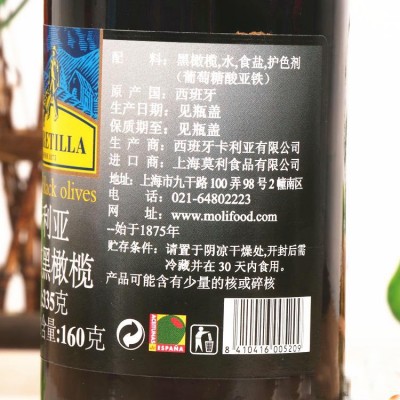 配 料:黑橄榄,水,食盐,护色剂
(葡萄糖酸亚铁)
原 产 国:西班牙
生产日期:见瓶盖
保质期至:见瓶盖
生 产 商:西班牙卡利亚有限公司
进 口 商:上海莫利食品有限公司
地址:上海市九干路100弄98号2幢南区
电话:021-64802223
网 址:www.molifood.com
--始于1875年
贮存条件:请置于阴凉干燥处,开封后需
冷藏并在30天内食用。
产品可能含有少量的核或碎核
ETILLA
olives
利亚
黑橄榄
335克
量:160克
ESPAÑA
8 410416 005209